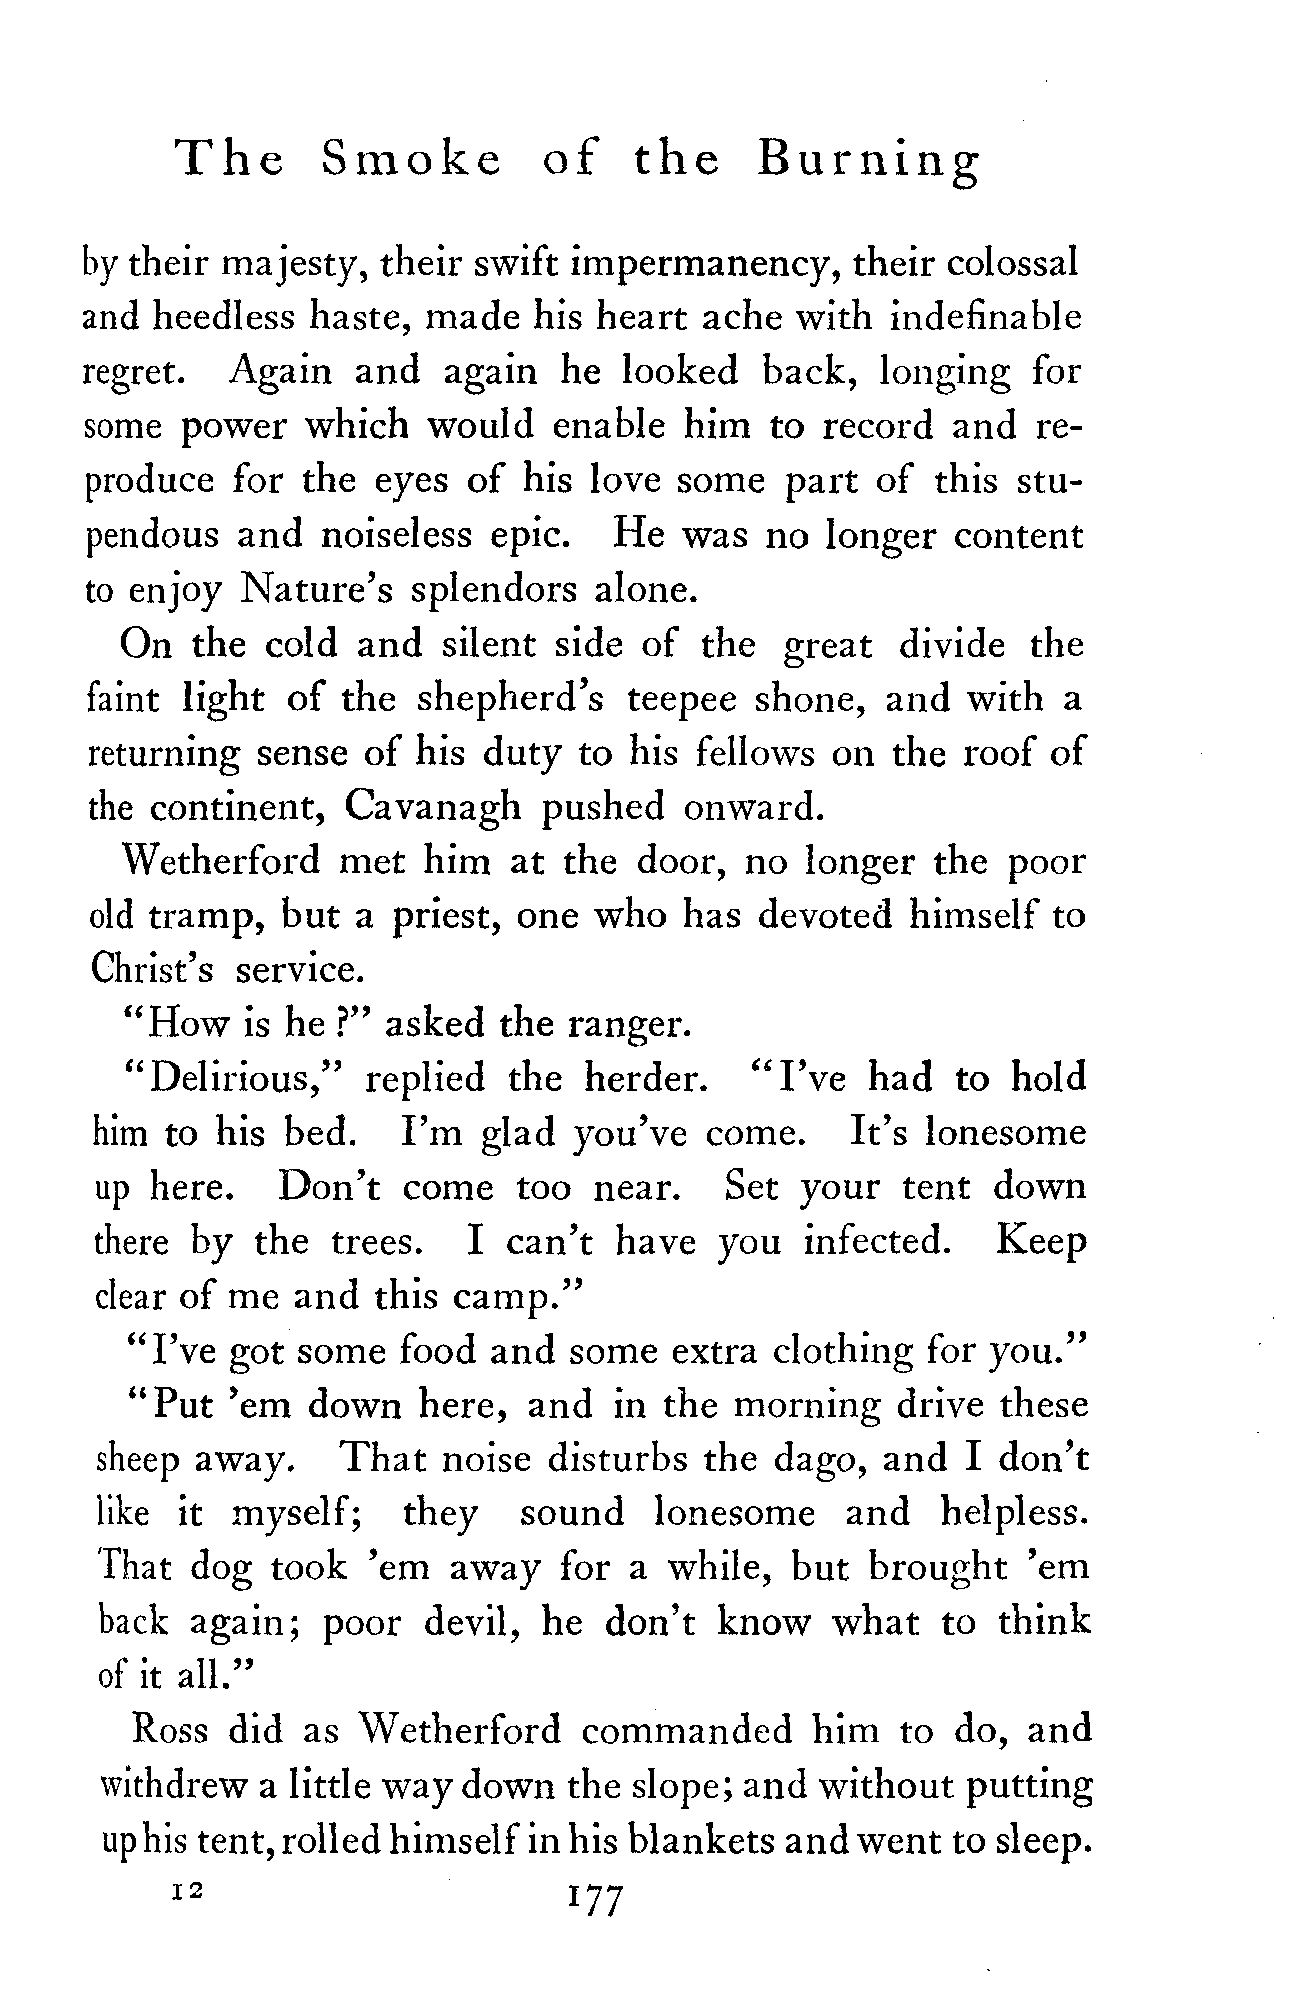 The Smoke of the Burning
by their majesty, their swift impermanency, their colossal
and heedless haste, made his heart ache with indefinable
regret. Again and again he looked back, longing for
some power which would enable him to record and re-
produce for the eyes of his love some part of this stu-
pendous and noiseless epic. He was no longer content
to enjoy Nature's splendors alone.
On the cold and silent side of the great divide the
faint light of the shepherd's teepee shone, and with a
returning sense of his duty to his fellows on the roof of
the continent, Cavanagh pushed onward.
Wetherford met him at the door, no longer the poor
old tramp, but a priest, one who has devoted himself to
Christ's service.
"How is he?" asked the ranger.
"Delirious," replied the herder. "I've had to hold
him to his bed. I'm glad you've come. It's lonesome
up here. Don't come too near. Set your tent down
there by the trees. I can't have you infected. Keep
clear of me and this camp."
"I've got some food and some extra clothing for you."
"Put 'em down here, and in the morning drive these
sheep away. That noise disturbs the dago, and I don't
like it myself; they sound lonesome and helpless.
That dog took 'em away for a while, but brought 'em
back again; poor devil, he don't know what to think
of it all."
Ross did as Wetherford commanded him to do, and
withdrew a little way down the slope; and without putting
up his tent, rolled himself in his blankets and went to sleep.
12 177